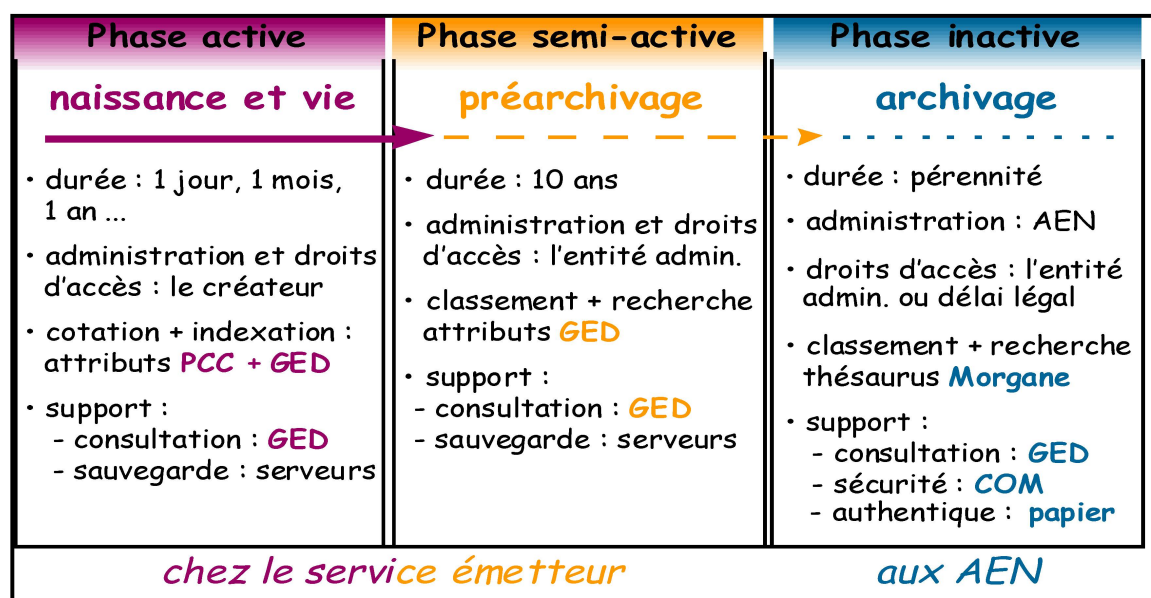 Phase active
naissance et vie
• durée : 1 jour, 1 mois,
1 an ...
• administration et droits
d'accès : le créateur
• cotation + indexation :
attributs PCC + GED
• support :
- consultation : GED
- sauvegarde : serveurs
Phase semi-active
préarchivage
• durée : 10 ans
• administration et droits
d'accès : l'entité admin.
• classement + recherche
attributs GED
• support :
- consultation : GED
- sauvegarde : serveurs
chez le service émetteur
Phase inactive
archivage
• durée : pérennité
• administration : AEN
• droits d'accès : l'entité
admin. ou délai légal
• classement + recherche
thésaurus Morgane
• support :
- consultation : GED
- sécurité : COM
- authentique : papier
aux AEN